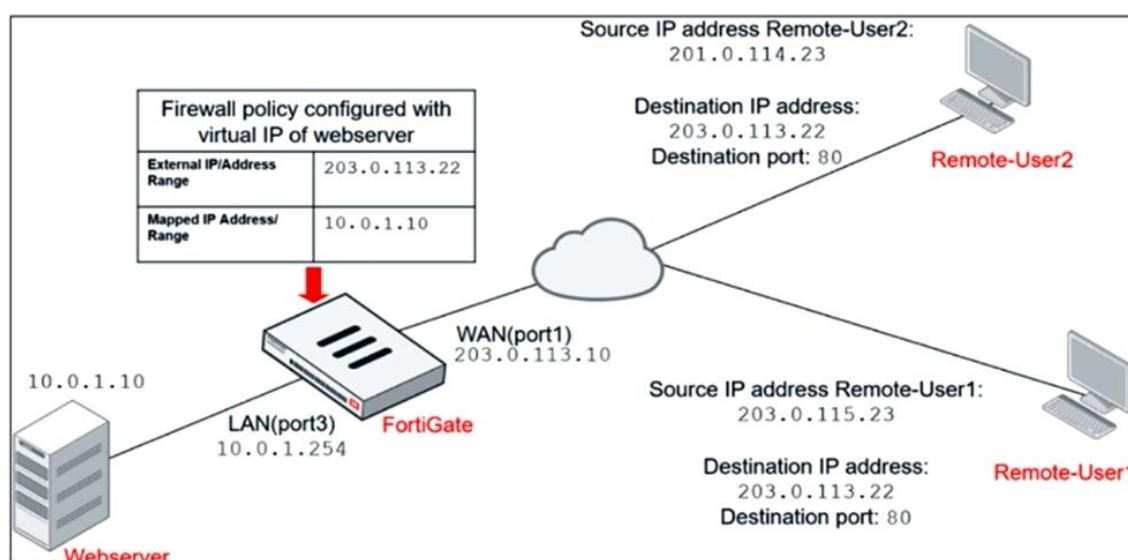 Source IP address Remote-User2:
201.0.114.23
Firewall policy configured with
virtual IP of webserver
External IP/Address
Range
203.0.113.22
Mapped IP Address/
Range
10.0.1.10
Destination IP address:
203.0.113.22
Destination port: 80
Remote-User2
WAN(port1)
203.0.113.10
10.0.1.10
LAN(port3)
10.0.1.254
FortiGate
Source IP address Remote-User1:
203.0.115.23
Destination IP address:
203.0.113.22
Destination port: 80
Remote-User1
Webserver